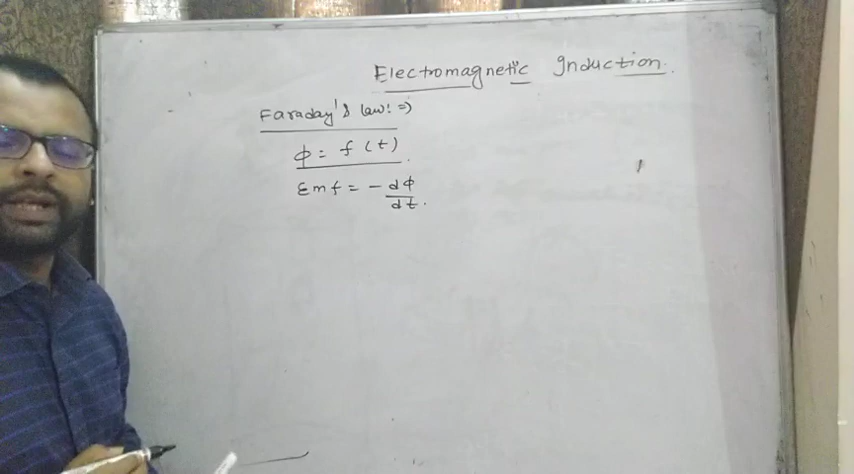 Electromagnetic Induction.
Faraday's Law: ⇒
φ = f(t).
Emf = - dφ/dt.